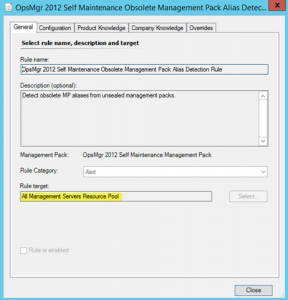 OpsMgr 2012 Self Maintenance Obsolete Management Pack Alias Detec...
General
Configuration
Product Knowledge
Company Knowledge
Overrides
Select rule name, description and target
Rule name:
OpsMgr 2012 Self Maintenance Obsolete Management Pack Alias Detection Rule
Description (optional):
Detect obsolete MP aliases from unsealed management packs.
Management Pack: OpsMgr 2012 Self Maintenance Management Pack
Rule Category: Alert
Rule target:
All Management Servers Resource Pool
Select...
Rule is enabled
Close